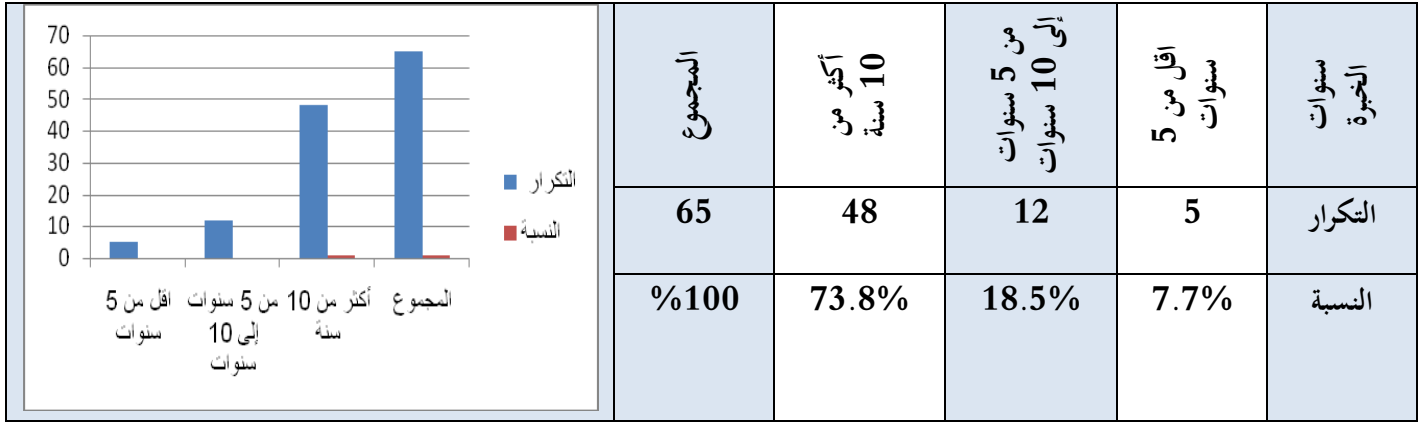 سنوات
الخبرة
اقل من 5
سنوات
من 5 سنوات
إلى 10 سنوات
أكثر من
10 سنة
المجموع
التكرار 5 12 48 65
النسبة 7.7% 18.5% 73.8% %100
70
60
50
40
30
20
10
0
اقل من 5
سنوات
من 5 سنوات
إلى 10
سنوات
أكثر من 10
سنة
المجموع
التكرار
النسبة